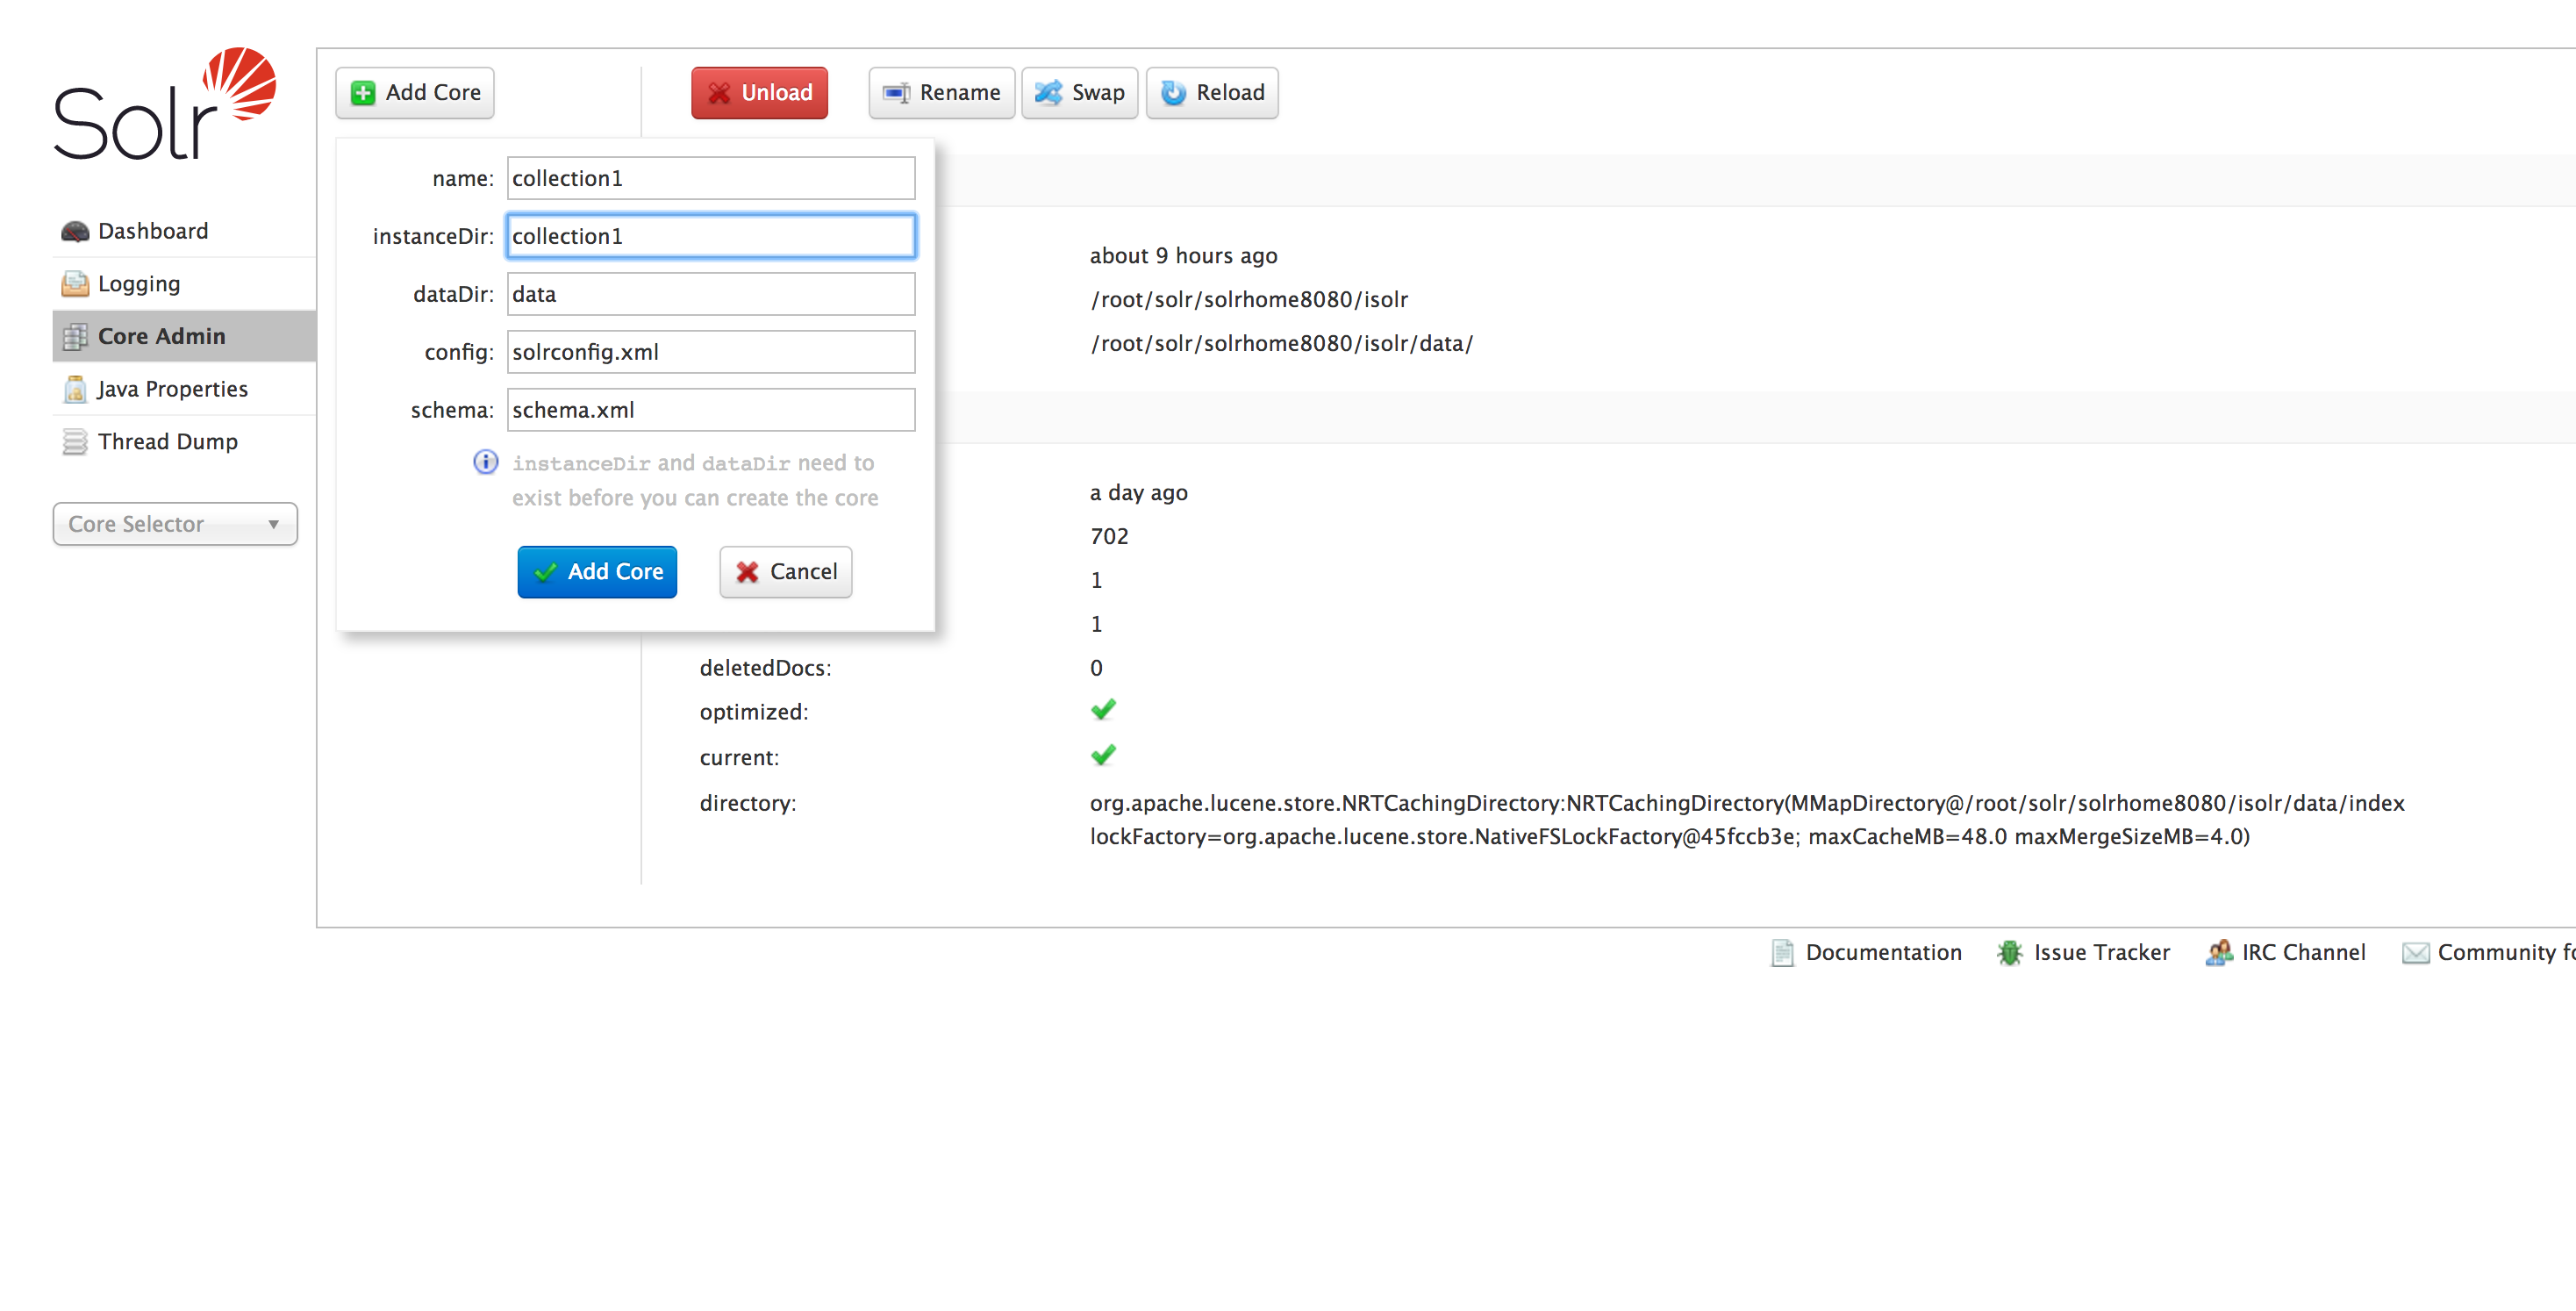 Solr
Dashboard
Logging
Core Admin
Java Properties
Thread Dump
Core Selector
Add Core
Unload
Rename
Swap
Reload
name: collection1
instanceDir: collection1
dataDir: data
config: solrconfig.xml
schema: schema.xml
instanceDir and dataDir need to
exist before you can create the core
Add Core
Cancel
about 9 hours ago
/root/solr/solrhome8080/isolr
/root/solr/solrhome8080/isolr/data/
a day ago
702
1
1
deletedDocs: 0
optimized:
current:
directory: org.apache.lucene.store.NRTCachingDirectory:NRTCachingDirectory(MMapDirectory@/root/solr/solrhome8080/isolr/data/index
lockFactory=org.apache.lucene.store.NativeFSLockFactory@45fccb3e; maxCacheMB=48.0 maxMergeSizeMB=4.0)
Documentation
Issue Tracker
IRC Channel
Community fo